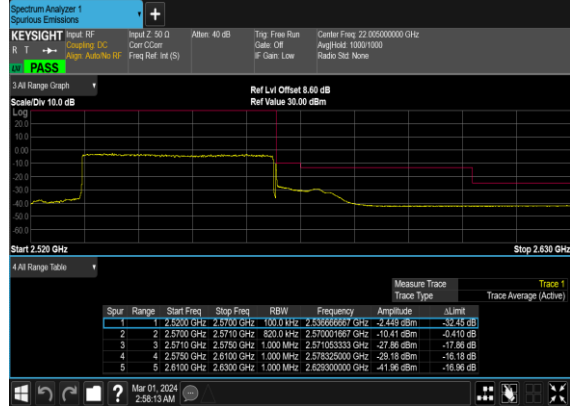 Spectrum Analyzer 1
Spurious Emissions
+
KEYSIGHT Input: RF Input Z: 50 Ω Atten: 40 dB Trig: Free Run Center Freq: 22.005000000 GHz
R T Coupling: DC Corr CCorr Gate: Off Avg|Hold: 1000/1000
Align: Auto/No RF Freq Ref: Int (S) IF Gain: Low Radio Std: None
PASS
3 All Range Graph
Ref Lvl Offset 8.60 dB
Scale/Div 10.0 dB Ref Value 30.00 dBm
Log
20.0
10.0
0.00
-10.0
-20.0
-30.0
-40.0
-50.0
-60.0
Start 2.520 GHz Stop 2.630 GHz
4 All Range Table
Measure Trace Trace 1
Trace Type Trace Average (Active)
Spur Range Start Freq Stop Freq RBW Frequency Amplitude ΔLimit
1 1 2.5200 GHz 2.5700 GHz 100.0 kHz 2.536666667 GHz -2.449 dBm -32.45 dB
2 2 2.5700 GHz 2.5710 GHz 820.0 kHz 2.570001667 GHz -10.41 dBm -0.410 dB
3 3 2.5710 GHz 2.5750 GHz 1.000 MHz 2.571053333 GHz -27.86 dBm -17.86 dB
4 4 2.5750 GHz 2.6100 GHz 1.000 MHz 2.578325000 GHz -29.18 dBm -16.18 dB
5 5 2.6100 GHz 2.6300 GHz 1.000 MHz 2.629300000 GHz -41.96 dBm -16.96 dB
? Mar 01, 2024
2:58:13 AM